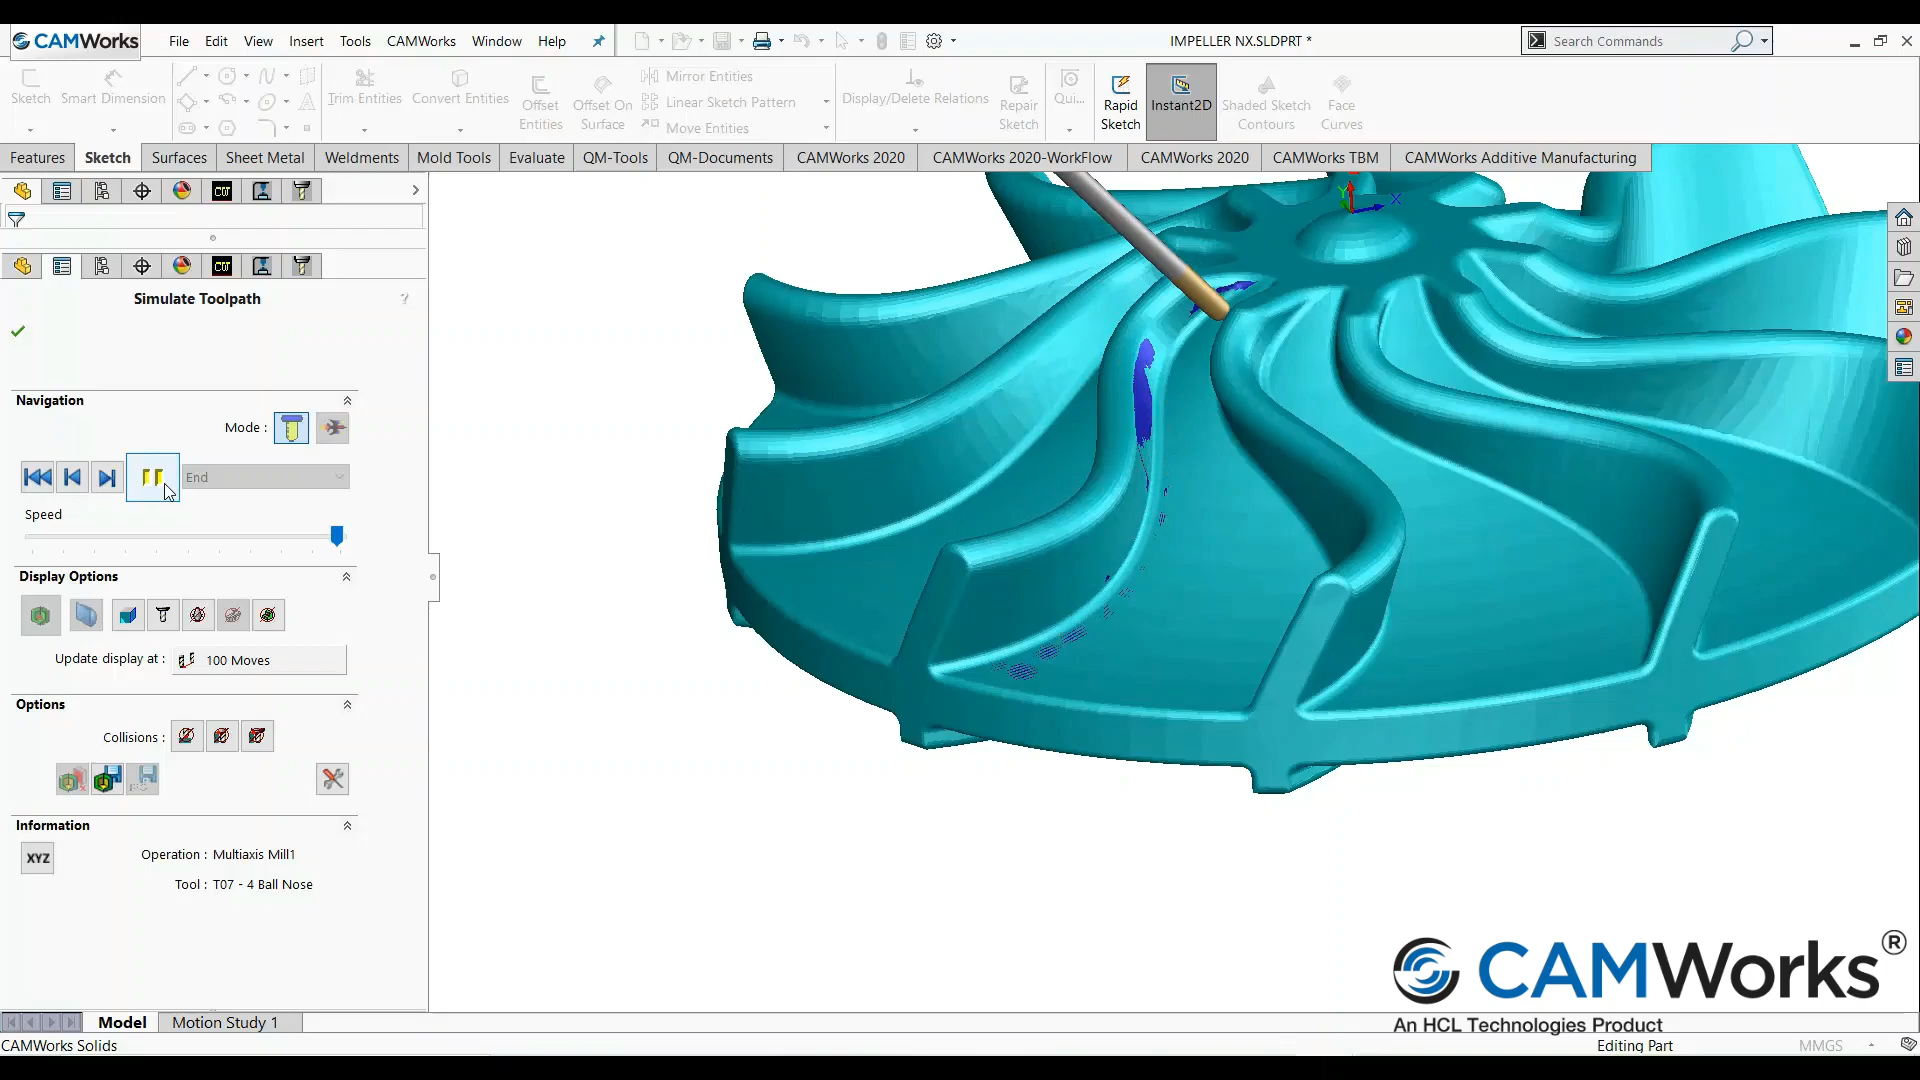 CAMWorks
File Edit View Insert Tools CAMWorks Window Help
IMPELLER NX.SLDPRT *
Search Commands
Sketch
Smart Dimension
Trim Entities
Convert Entities
Offset Entities
Offset On Surface
Mirror Entities
Linear Sketch Pattern
Move Entities
Display/Delete Relations
Repair Sketch
Qui...
Rapid Sketch
Instant2D
Shaded Sketch Contours
Face Curves
Features Sketch Surfaces Sheet Metal Weldments Mold Tools Evaluate QM-Tools QM-Documents CAMWorks 2020 CAMWorks 2020-WorkFlow CAMWorks 2020 CAMWorks TBM CAMWorks Additive Manufacturing
CW
CW
Simulate Toolpath
?
Navigation
Mode :
End
Speed
Display Options
Update display at : 100 Moves
Options
Collisions :
Information
XYZ
Operation : Multiaxis Mill1
Tool : T07 - 4 Ball Nose
Y
X
CAMWorks®
An HCL Technologies Product
Model Motion Study 1
CAMWorks Solids
Editing Part
MMGS